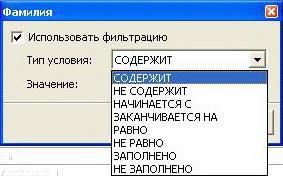 Фамилия
Использовать фильтрацию
Тип условия: СОДЕРЖИТ
СОДЕРЖИТ
Значение:
НЕ СОДЕРЖИТ
НАЧИНАЕТСЯ С
ЗАКАНЧИВАЕТСЯ НА
РАВНО
НЕ РАВНО
ЗАПОЛНЕНО
НЕ ЗАПОЛНЕНО